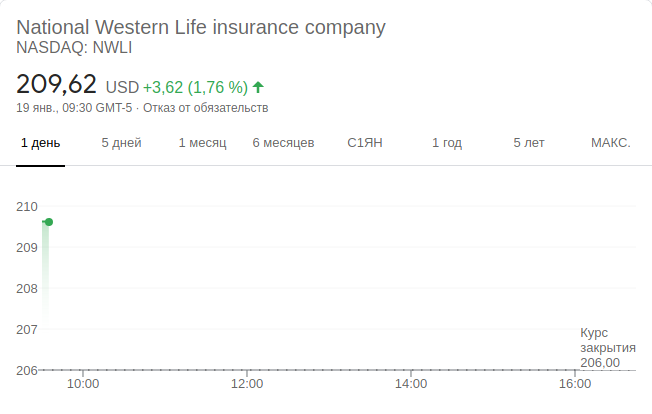 National Western Life insurance company
NASDAQ: NWLI
209,62 USD +3,62 (1,76 %)
19 янв., 09:30 GMT-5 · Отказ от обязательств
1 день 5 дней 1 месяц 6 месяцев С1ЯН 1 год 5 лет МАКС.
210
209
208
207
206
Курс
закрытия
206,00
10:00 12:00 14:00 16:00